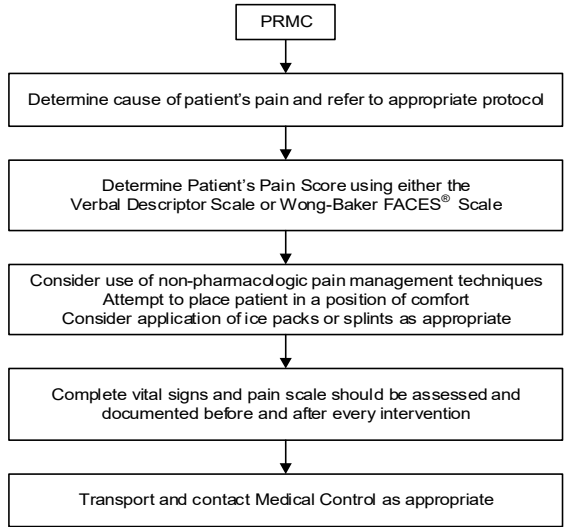 PRMC
Determine cause of patient's pain and refer to appropriate protocol
Determine Patient's Pain Score using either the
Verbal Descriptor Scale or Wong-Baker FACES® Scale
Consider use of non-pharmacologic pain management techniques
Attempt to place patient in a position of comfort
Consider application of ice packs or splints as appropriate
Complete vital signs and pain scale should be assessed and
documented before and after every intervention
Transport and contact Medical Control as appropriate